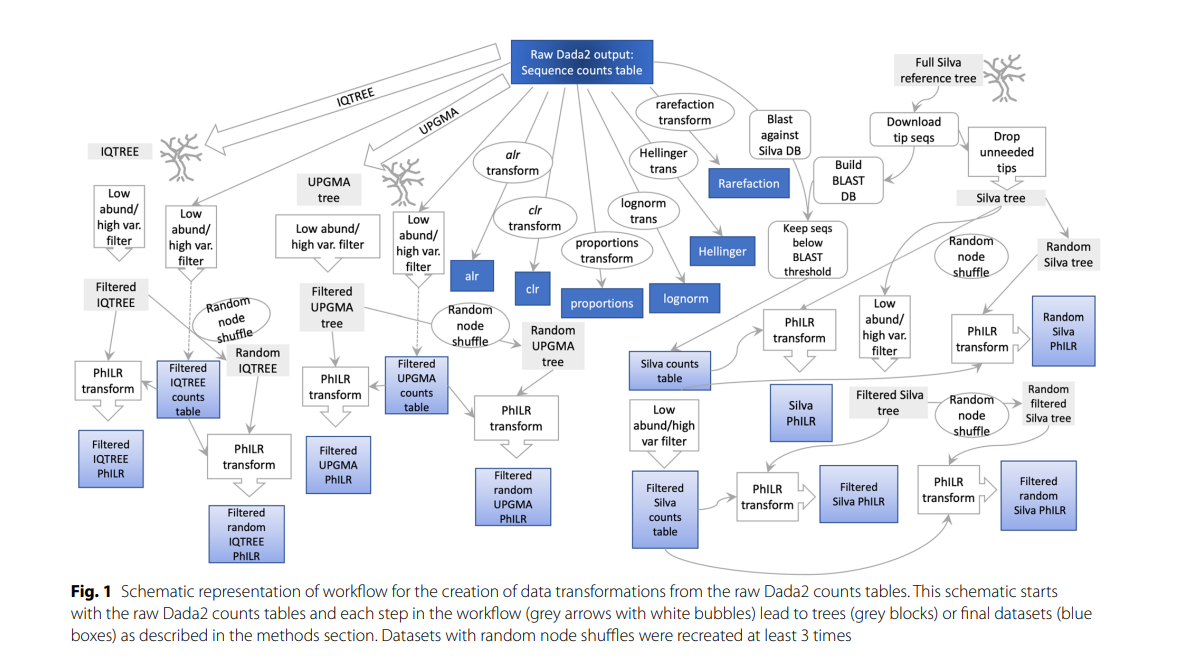 Raw Dada2 output:
Sequence counts table
IQTREE
UPGMA
IQTREE
Low
abund/
high var.
filter
Low
abund/
high var.
filter
Filtered
IQTREE
Random
node
shuffle
Random
IQTREE
PhILR
transform
Filtered
IQTREE
counts
table
Filtered
IQTREE
PhILR
PhILR
transform
Filtered
random
IQTREE
PhILR
UPGMA
tree
Low abund/
high var. filter
Low
abund/
high var.
filter
Filtered
UPGMA
tree
Random
node
shuffle
Random
UPGMA
tree
PhILR
transform
Filtered
UPGMA
counts
table
Filtered
UPGMA
PhILR
PhILR
transform
Filtered
random
UPGMA
PhILR
alr
transform
alr
clr
transform
clr
proportions
transform
proportions
lognorm
trans
lognorm
Hellinger
trans
Hellinger
rarefaction
transform
Rarefaction
Blast
against
Silva DB
Build
BLAST
DB
Keep seqs
below
BLAST
threshold
Full Silva
reference tree
Download
tip seqs
Drop
unneeded
tips
Silva tree
Random
node
shuffle
Random
Silva tree
PhILR
transform
Low
abund/
high var.
filter
PhILR
transform
Random
Silva
PhILR
Silva counts
table
Silva
PhILR
Filtered Silva
tree
Random
node
shuffle
Random
filtered
Silva tree
Low
abund/high
var filter
Filtered
Silva
counts
table
PhILR
transform
Filtered
Silva PhILR
PhILR
transform
Filtered
random
Silva PhILR
Fig. 1 Schematic representation of workflow for the creation of data transformations from the raw Dada2 counts tables. This schematic starts
with the raw Dada2 counts tables and each step in the workflow (grey arrows with white bubbles) lead to trees (grey blocks) or final datasets (blue
boxes) as described in the methods section. Datasets with random node shuffles were recreated at least 3 times